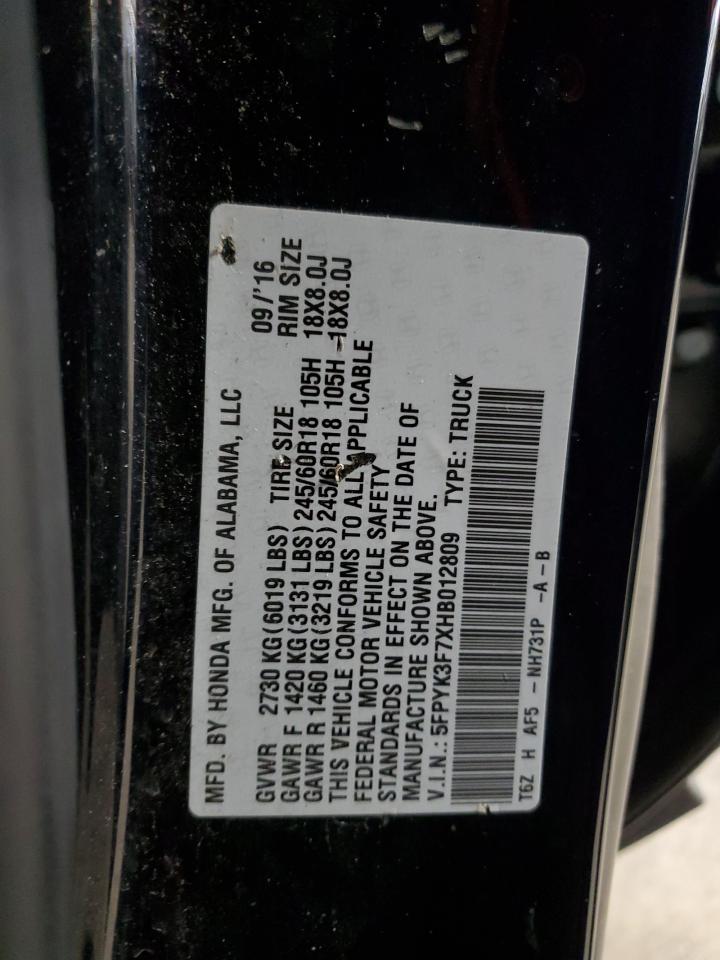 MFD. BY HONDA MFG. OF ALABAMA, LLC
09/'16
GVWR 2730 KG (6019 LBS) TIRE SIZE RIM SIZE
GAWR F 1420 KG (3131 LBS) 245/60R18 105H 18X8.0J
GAWR R 1460 KG (3219 LBS) 245/60R18 105H 18X8.0J
THIS VEHICLE CONFORMS TO ALL APPLICABLE
FEDERAL MOTOR VEHICLE SAFETY
STANDARDS IN EFFECT ON THE DATE OF
MANUFACTURE SHOWN ABOVE.
V.I.N.: 5FPYK3F7XHB012809 TYPE: TRUCK
T6Z H AF5 -NH731P -A-B